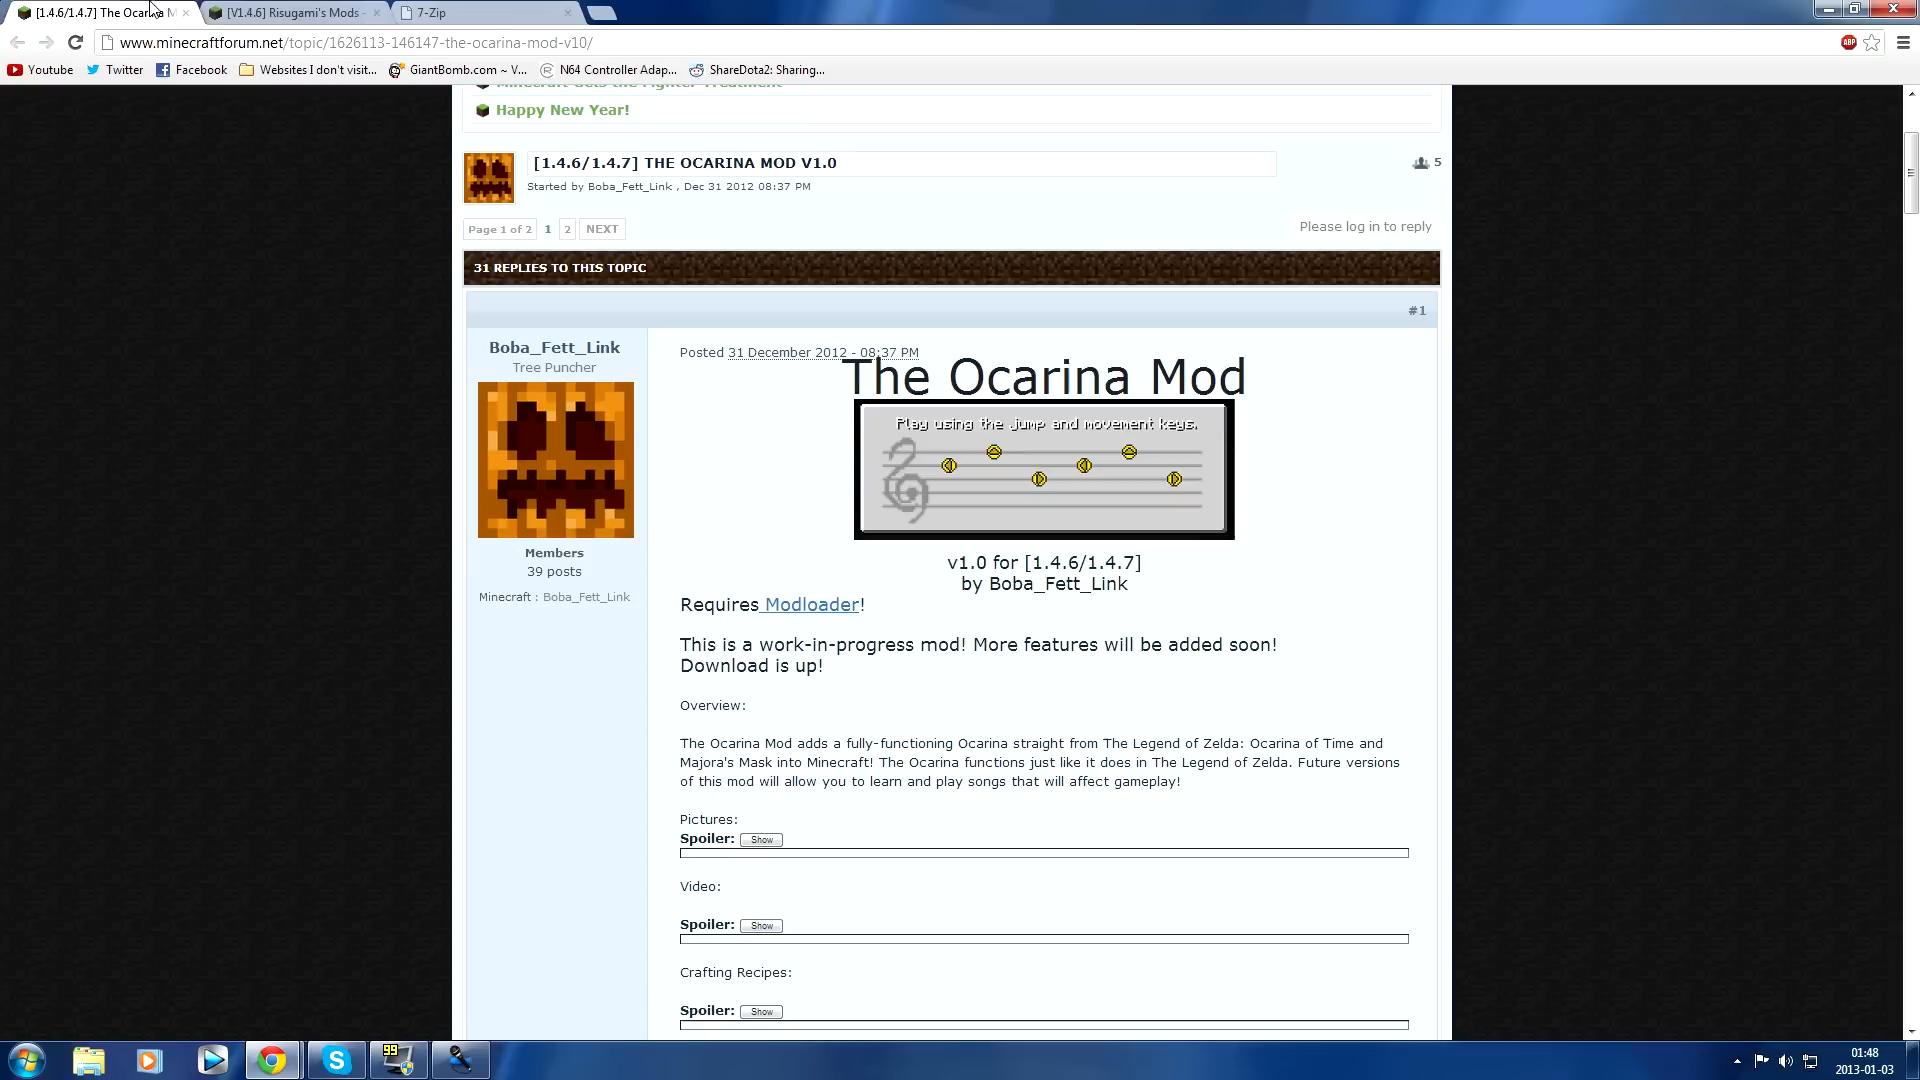 [1.4.6/1.4.7] The Ocarina M
[V1.4.6] Risugami's Mods -
7-Zip
www.minecraftforum.net/topic/1626113-146147-the-ocarina-mod-v10/
ABP
Youtube
Twitter
Facebook
Websites I don't visit...
GiantBomb.com ~ V...
N64 Controller Adap...
ShareDota2: Sharing...
Minecraft Gets the Fighter Treatment
Happy New Year!
[1.4.6/1.4.7] THE OCARINA MOD V1.0
5
Started by Boba_Fett_Link , Dec 31 2012 08:37 PM
Page 1 of 2 1 2 NEXT
Please log in to reply
31 REPLIES TO THIS TOPIC
#1
Boba_Fett_Link
Tree Puncher
Members
39 posts
Minecraft : Boba_Fett_Link
Posted 31 December 2012 - 08:37 PM
The Ocarina Mod
Play using the jump and movement keys.
v1.0 for [1.4.6/1.4.7]
by Boba_Fett_Link
Requires Modloader!
This is a work-in-progress mod! More features will be added soon!
Download is up!
Overview:
The Ocarina Mod adds a fully-functioning Ocarina straight from The Legend of Zelda: Ocarina of Time and
Majora's Mask into Minecraft! The Ocarina functions just like it does in The Legend of Zelda. Future versions
of this mod will allow you to learn and play songs that will affect gameplay!
Pictures:
Spoiler: Show
Video:
Spoiler: Show
Crafting Recipes:
Spoiler: Show
99
01:48
2013-01-03